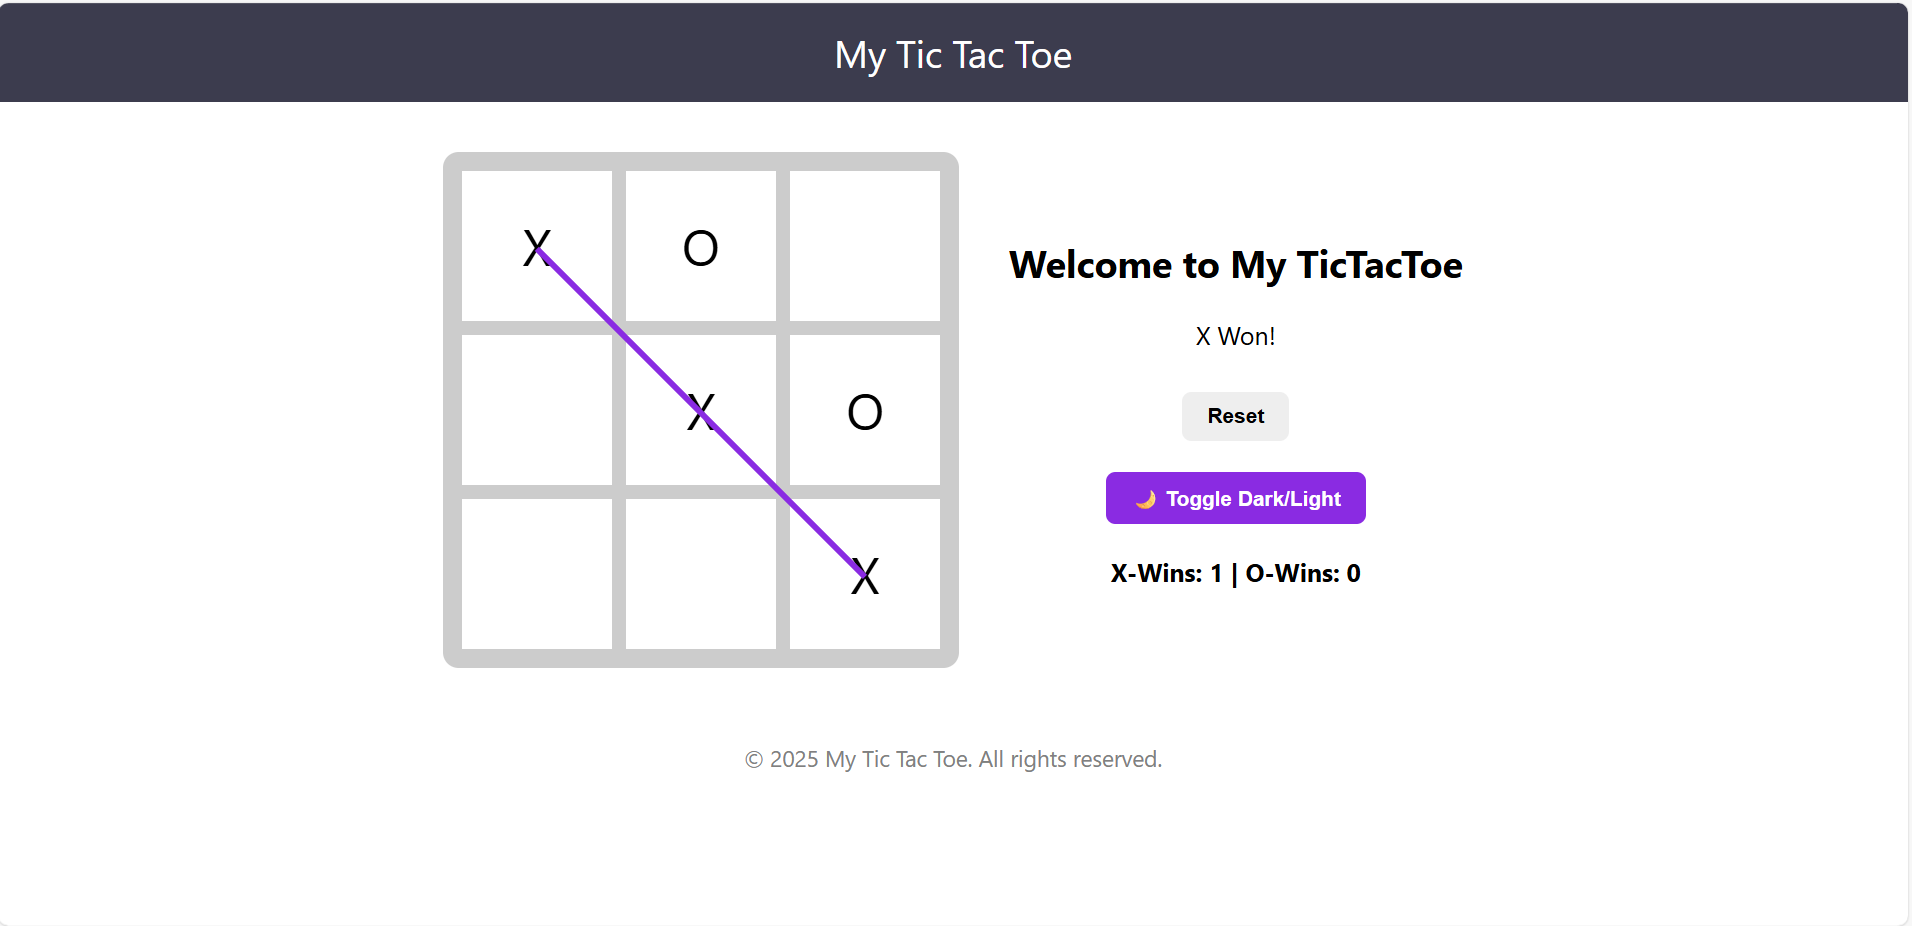 My Tic Tac Toe
X O
X O
X
Welcome to My TicTacToe
X Won!
Reset
🌙 Toggle Dark/Light
X-Wins: 1 | O-Wins: 0
© 2025 My Tic Tac Toe. All rights reserved.